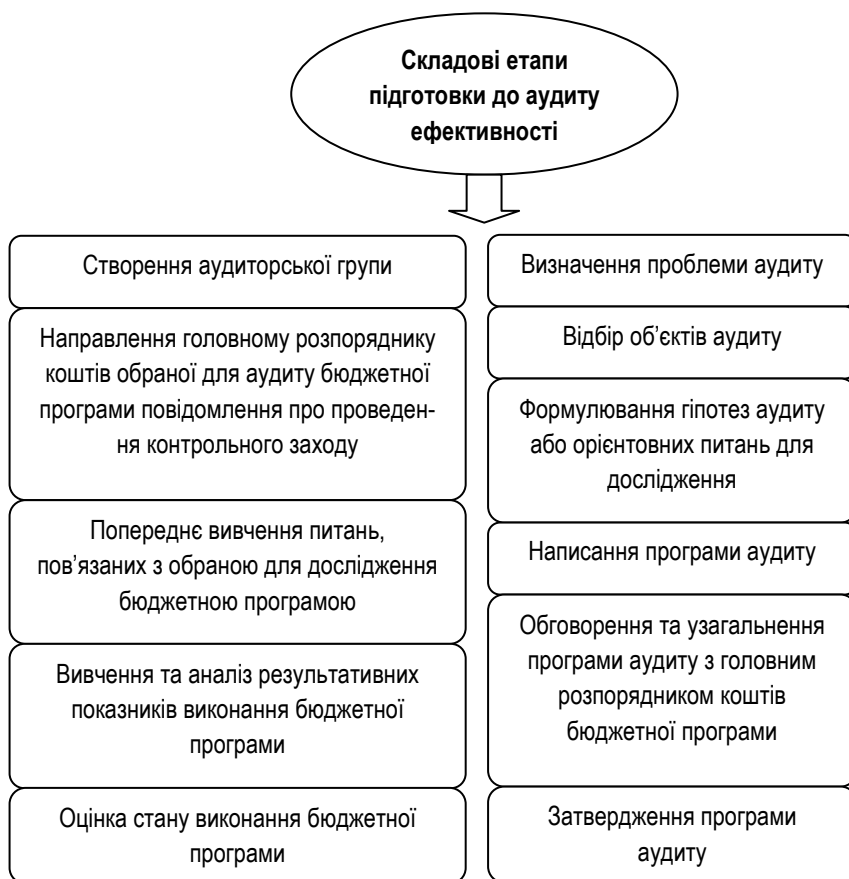 Складові етапи
підготовки до аудиту
ефективності
Створення аудиторської групи
Направлення головному розпоряднику
коштів обраної для аудиту бюджетної
програми повідомлення про проведен-
ня контрольного заходу
Попереднє вивчення питань,
пов’язаних з обраною для дослідження
бюджетною програмою
Вивчення та аналіз результативних
показників виконання бюджетної
програми
Оцінка стану виконання бюджетної
програми
Визначення проблеми аудиту
Відбір об’єктів аудиту
Формулювання гіпотез аудиту
або орієнтовних питань для
дослідження
Написання програми аудиту
Обговорення та узагальнення
програми аудиту з головним
розпорядником коштів
бюджетної програми
Затвердження програми
аудиту